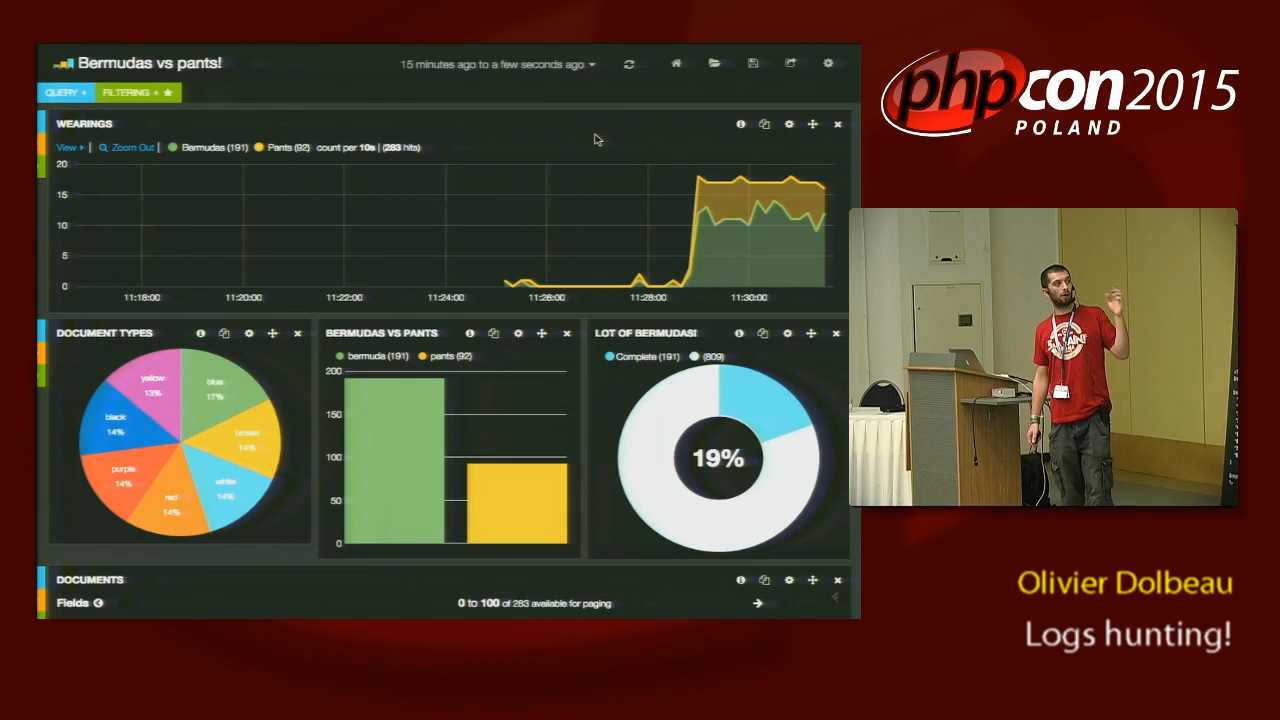 Bermudas vs pants!
15 minutes ago to a few seconds ago
QUERY
FILTERING
WEARINGS
View | Zoom Out | Bermudas (191) Pants (92) count per 10s | (283 hits)
20
15
10
5
0
11:18:00 11:20:00 11:22:00 11:24:00 11:26:00 11:28:00 11:30:00
DOCUMENT TYPES
yellow
13%
blue
17%
black
14%
brown
14%
purple
14%
white
14%
red
14%
BERMUDAS VS PANTS
bermuda (191) pants (92)
200
150
100
50
0
LOT OF BERMUDAS!
Complete (191) (809)
19%
DOCUMENTS
Fields
0 to 100 of 283 available for paging
phpcon 2015
POLAND
Olivier Dolbeau
Logs hunting!